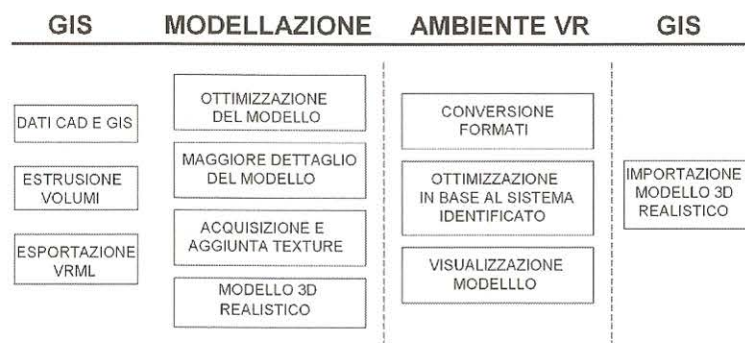 GIS
MODELLAZIONE
AMBIENTE VR
GIS
DATI CAD E GIS
ESTRUSIONE
VOLUMI
ESPORTAZIONE
VRML
OTTIMIZZAZIONE
DEL MODELLO
MAGGIORE DETTAGLIO
DEL MODELLO
ACQUISIZIONE E
AGGIUNTA TEXTURE
MODELLO 3D
REALISTICO
CONVERSIONE
FORMATI
OTTIMIZZAZIONE
IN BASE AL SISTEMA
IDENTIFICATO
VISUALIZZAZIONE
MODELLLO
IMPORTAZIONE
MODELLO 3D
REALISTICO